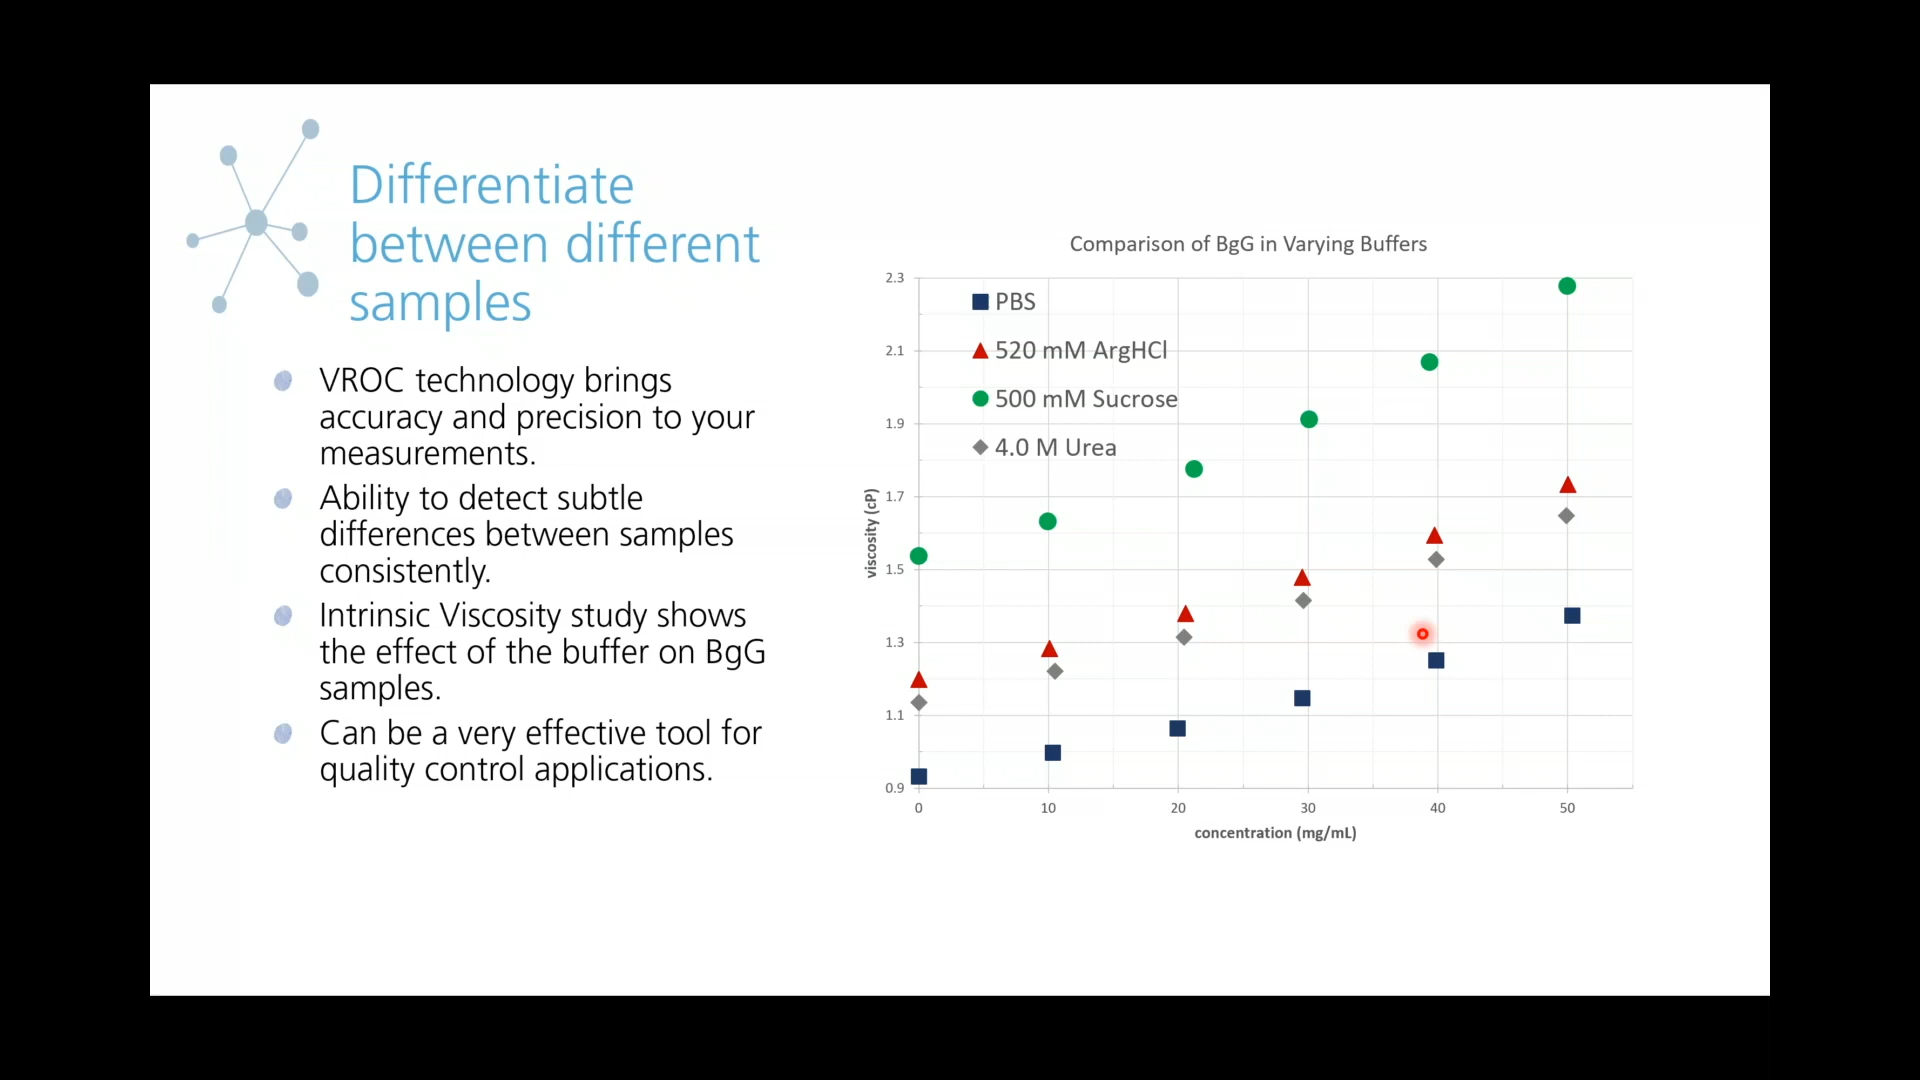 Differentiate
between different
samples
VROC technology brings
accuracy and precision to your
measurements.
Ability to detect subtle
differences between samples
consistently.
Intrinsic Viscosity study shows
the effect of the buffer on BgG
samples.
Can be a very effective tool for
quality control applications.
Comparison of BgG in Varying Buffers
PBS
520 mM ArgHCl
500 mM Sucrose
4.0 M Urea
viscosity (cP)
2.3
2.1
1.9
1.7
1.5
1.3
1.1
0.9
0 10 20 30 40 50
concentration (mg/mL)